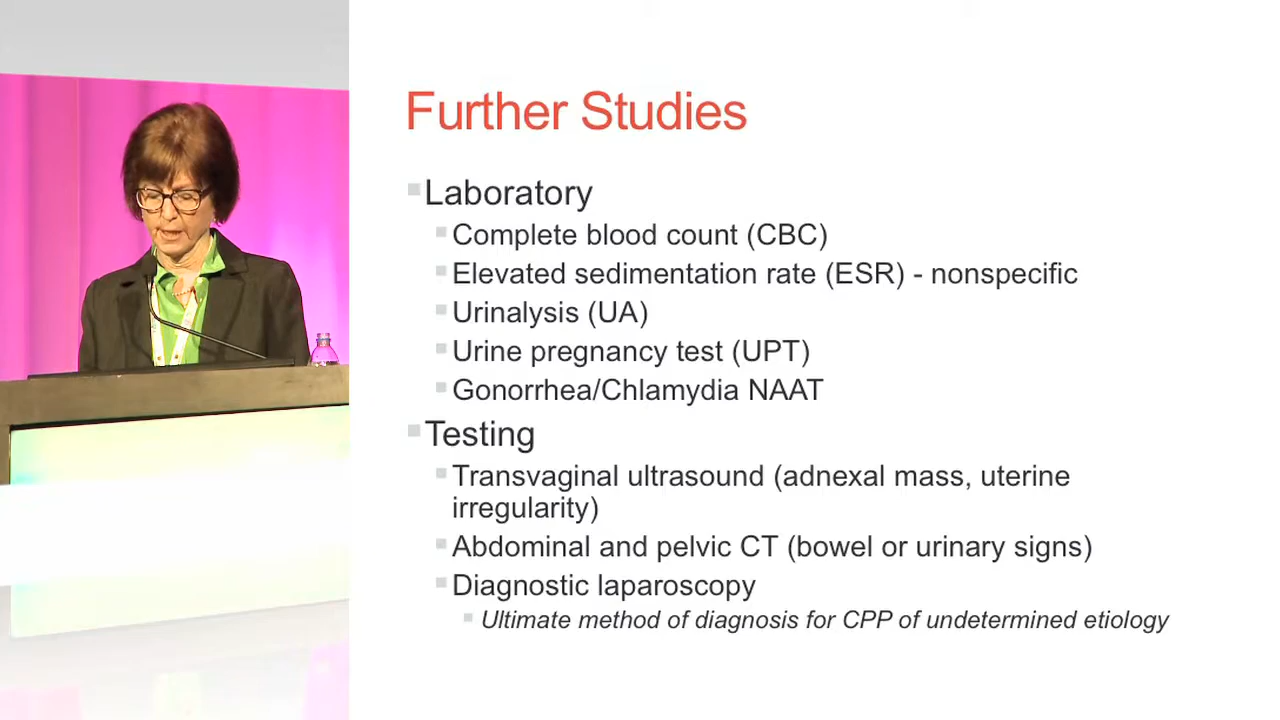 Further Studies
Laboratory
Complete blood count (CBC)
Elevated sedimentation rate (ESR) - nonspecific
Urinalysis (UA)
Urine pregnancy test (UPT)
Gonorrhea/Chlamydia NAAT
Testing
Transvaginal ultrasound (adnexal mass, uterine
irregularity)
Abdominal and pelvic CT (bowel or urinary signs)
Diagnostic laparoscopy
Ultimate method of diagnosis for CPP of undetermined etiology